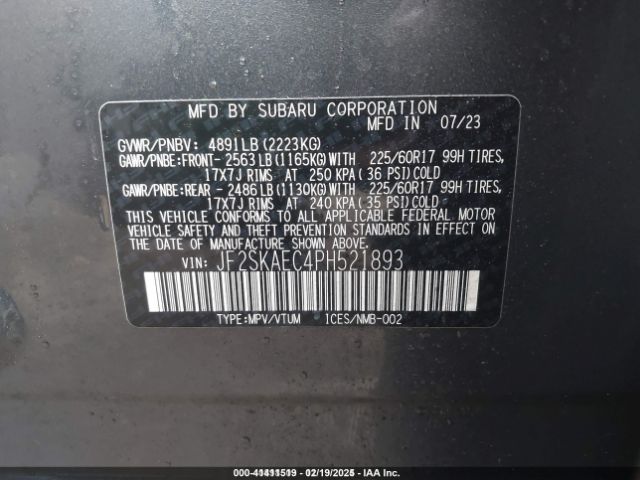 MFD BY SUBARU CORPORATION
MFD IN 07/23
GVWR/PNBV: 4891LB (2223KG)
GAWR/PNBE:FRONT- 2563LB (1165KG)WITH 225/60R17 99H TIRES,
17X7J RIMS AT 250 KPA (36 PSI) COLD
GAWR/PNBE:REAR - 2486LB (1130KG)WITH 225/60R17 99H TIRES,
17X7J RIMS AT 240 KPA (35 PSI) COLD
THIS VEHICLE CONFORMS TO ALL APPLICABLE FEDERAL MOTOR
VEHICLE SAFETY AND THEFT PREVENTION STANDARDS IN EFFECT
ON THE DATE OF MANUFACTURE SHOWN ABOVE.
VIN: JF2SKAEC4PH521893
TYPE:MPV/VTUM ICES/NMB-002
02/19/2025 - IAA Inc.